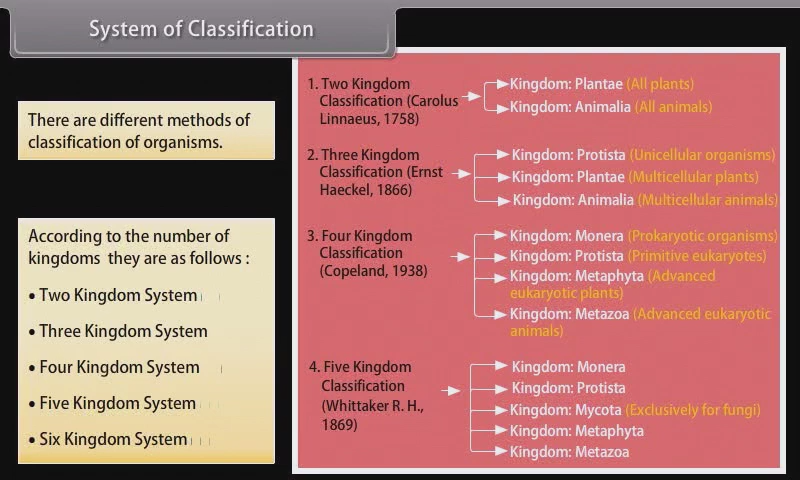 System of Classification
There are different methods of
classification of organisms.
According to the number of
kingdoms they are as follows :
• Two Kingdom System
• Three Kingdom System
• Four Kingdom System
• Five Kingdom System
• Six Kingdom System
1. Two Kingdom
Classification (Carolus
Linnaeus, 1758)
Kingdom: Plantae (All plants)
Kingdom: Animalia (All animals)
2. Three Kingdom
Classification (Ernst
Haeckel, 1866)
Kingdom: Protista (Unicellular organisms)
Kingdom: Plantae (Multicellular plants)
Kingdom: Animalia (Multicellular animals)
3. Four Kingdom
Classification
(Copeland, 1938)
Kingdom: Monera (Prokaryotic organisms)
Kingdom: Protista (Primitive eukaryotes)
Kingdom: Metaphyta (Advanced
eukaryotic plants)
Kingdom: Metazoa (Advanced eukaryotic
animals)
4. Five Kingdom
Classification
(Whittaker R. H.,
1869)
Kingdom: Monera
Kingdom: Protista
Kingdom: Mycota (Exclusively for fungi)
Kingdom: Metaphyta
Kingdom: Metazoa